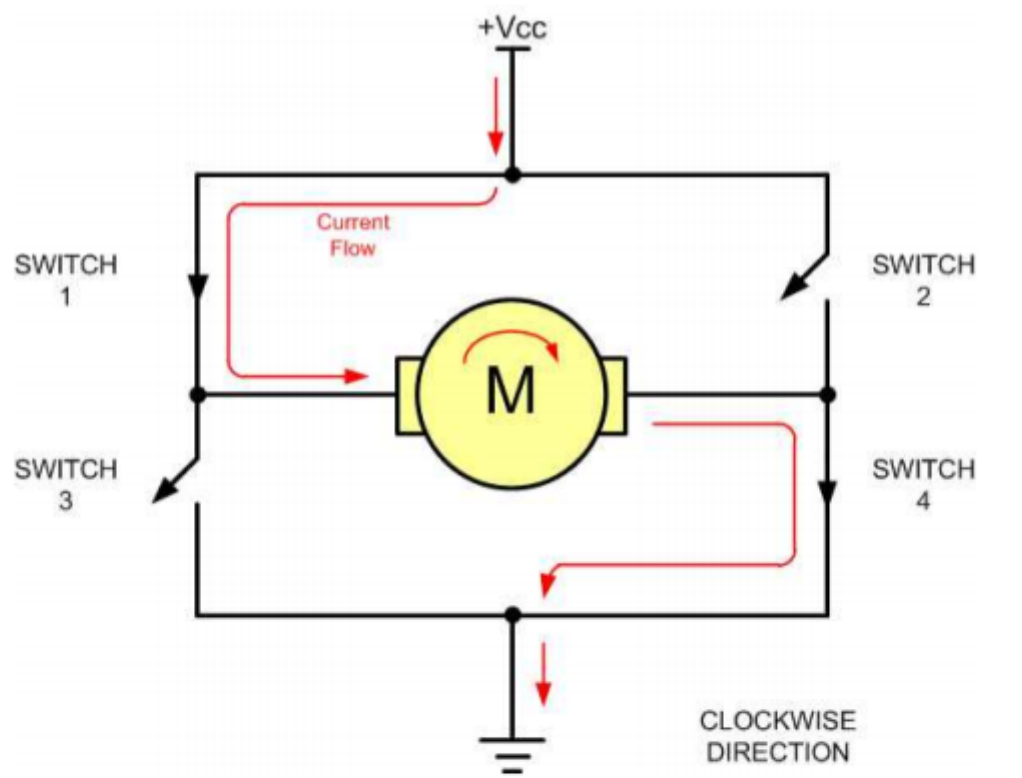 +Vcc
Current
Flow
SWITCH
1
SWITCH
2
M
SWITCH
3
SWITCH
4
CLOCKWISE
DIRECTION